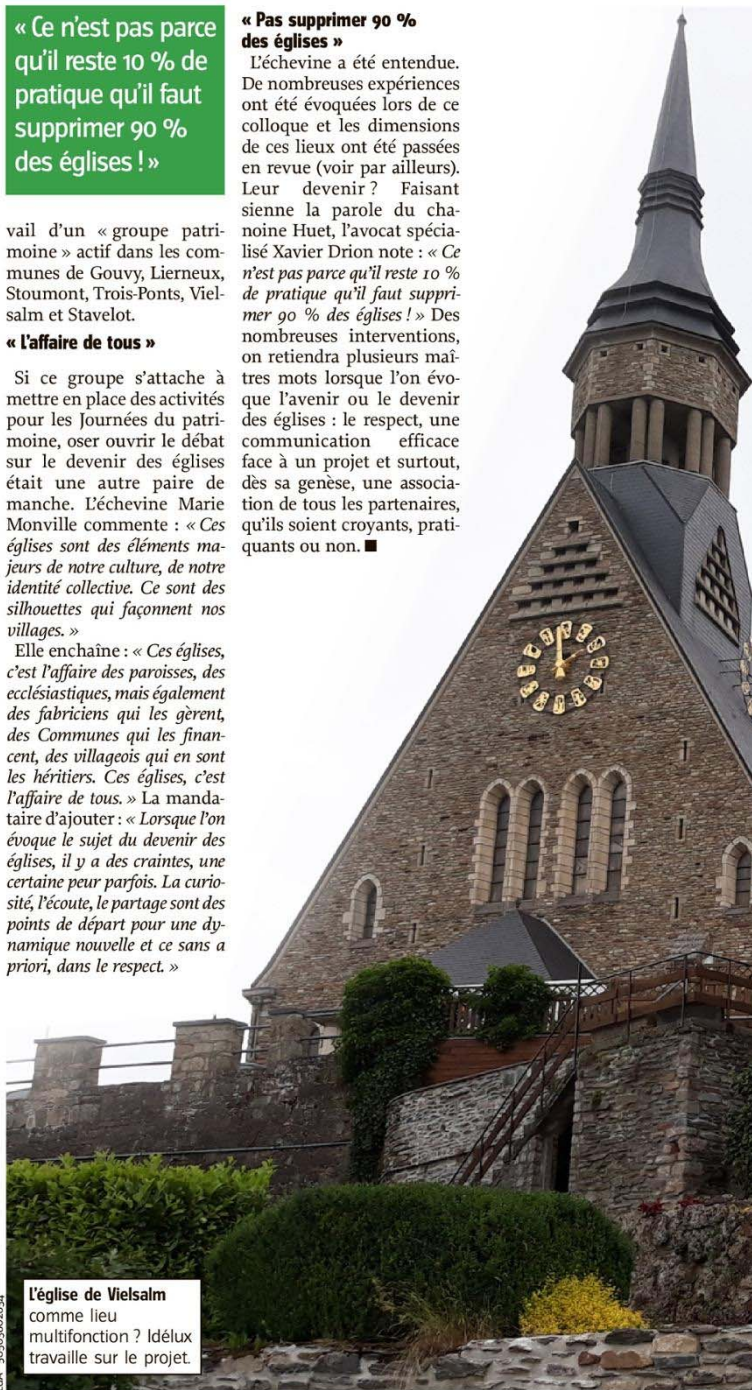 « Ce n'est pas parce
qu'il reste 10 % de
pratique qu'il faut
supprimer 90 %
des églises ! »
vail d'un « groupe patri-
moine » actif dans les com-
munes de Gouvy, Lierneux,
Stoumont, Trois-Ponts, Viel-
salm et Stavelot.
« L'affaire de tous »
Si ce groupe s'attache à
mettre en place des activités
pour les Journées du patri-
moine, oser ouvrir le débat
sur le devenir des églises
était une autre paire de
manche. L'échevine Marie
Monville commente : « Ces
églises sont des éléments ma-
jeurs de notre culture, de notre
identité collective. Ce sont des
silhouettes qui façonnent nos
villages. »
Elle enchaîne : « Ces églises,
c'est l'affaire des paroisses, des
ecclésiastiques, mais également
des fabriciens qui les gèrent,
des Communes qui les finan-
cent, des villageois qui en sont
les héritiers. Ces églises, c'est
l'affaire de tous. » La manda-
taire d'ajouter : « Lorsque l'on
évoque le sujet du devenir des
églises, il y a des craintes, une
certaine peur parfois. La curio-
sité, l'écoute, le partage sont des
points de départ pour une dy-
namique nouvelle et ce sans a
priori, dans le respect. »
« Pas supprimer 90 %
des églises »
L'échevine a été entendue.
De nombreuses expériences
ont été évoquées lors de ce
colloque et les dimensions
de ces lieux ont été passées
en revue (voir par ailleurs).
Leur devenir ? Faisant
sienne la parole du cha-
noine Huet, l'avocat spécia-
lisé Xavier Drion note : « Ce
n'est pas parce qu'il reste 10 %
de pratique qu'il faut suppri-
mer 90 % des églises ! » Des
nombreuses interventions,
on retiendra plusieurs maî-
tres mots lorsque l'on évo-
que l'avenir ou le devenir
des églises : le respect, une
communication efficace
face à un projet et surtout,
dès sa genèse, une associa-
tion de tous les partenaires,
qu'ils soient croyants, prati-
quants ou non. ■
L'église de Vielsalm
comme lieu
multifonction ? Idélux
travaille sur le projet.